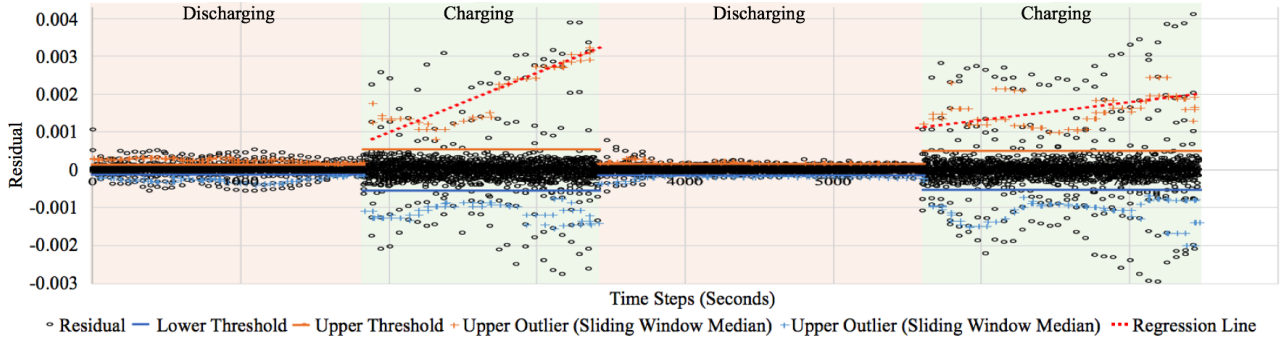 Discharging Charging Discharging Charging
0.004
0.003
0.002
0.001
0
-0.001
-0.002
-0.003
Residual
0 1000 4000 5000
Time Steps (Seconds)
Residual Lower Threshold Upper Threshold Upper Outlier (Sliding Window Median) Upper Outlier (Sliding Window Median) Regression Line